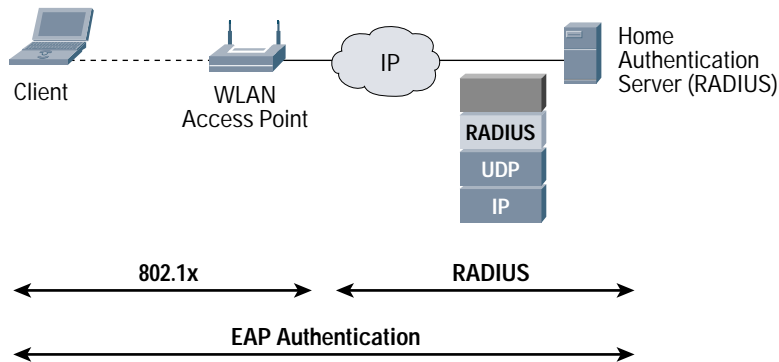 Client
WLAN
Access Point
IP
Home
Authentication
Server (RADIUS)
RADIUS
UDP
IP
802.1x
RADIUS
EAP Authentication